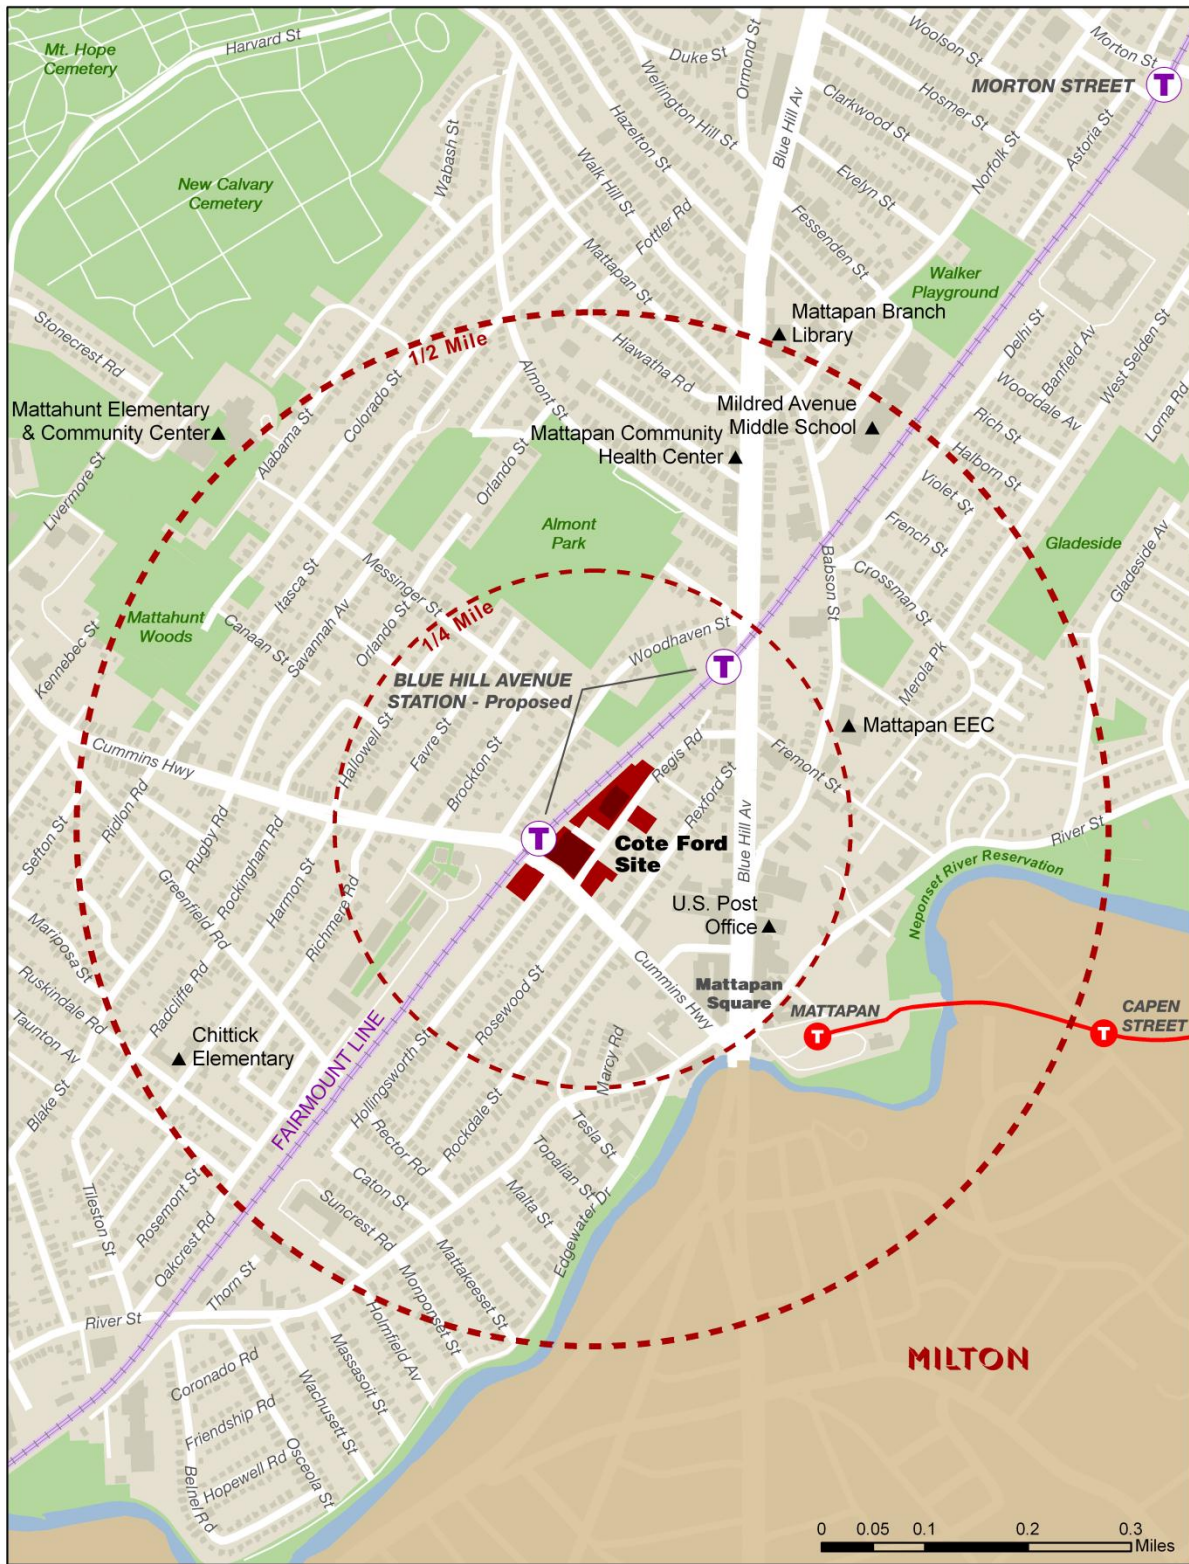 Mt. Hope
Cemetery
Harvard St
Duke St
Ormond St
Woolson St
Morton St
Wellington Hill St
MORTON STREET
T
Hosmer St
Clarkwood St
Blue Hill Av
Hazelton St
Astoria St
Wabash St
Norfolk St
New Calvary
Cemetery
Walk Hill St
Evelyn St
Fottler Rd
Fessenden St
Mattapan St
Walker
Playground
Stonecrest Rd
Mattapan Branch
Library
Delhi St
Banfield Av
West Selden St
1/2 Mile
Hiawatha Rd
Colorado St
Almont St
Wooddale Av
Lorna Rd
Mattahunt Elementary
& Community Center
Mildred Avenue
Middle School
Rich St
Alabama St
Orlando St
Mattapan Community
Health Center
Halborn St
Livermore St
Violet St
Almont
Park
French St
Gladeside
Gladeside Av
Messinger St
Babson St
Crossman St
Itasca St
Mattahunt
Woods
Savannah Av
Orlando St
1/4 Mile
Canaan St
Woodhaven St
Kennebec St
T
Merola Pk
BLUE HILL AVENUE
STATION - Proposed
Hallowell St
Favre St
Mattapan EEC
Cummins Hwy
Brockton St
Regis Rd
Fremont St
Rexford St
Ridlon Rd
Sefton St
Rugby Rd
T
Cote Ford
Site
Blue Hill Av
River St
Rockingham Rd
Harmon St
Greenfield Rd
Richmere Rd
Neponset River Reservation
U.S. Post
Office
Mariposa St
Cummins Hwy
Mattapan
Square
Ruskindale Rd
Radcliffe Rd
Rosewood St
MATTAPAN
T
CAPEN
STREET
T
Taunton Av
Chittick
Elementary
FAIRMOUNT LINE
Hollingsworth St
Marcy Rd
Blake St
Rockdale St
Tesla St
Rector Rd
Topalian St
Tileston St
Rosemont St
Caton St
Malta St
Edgewater Dr
Suncrest Rd
Oakcrest Rd
Mattakeeset St
Thorn St
Monponset St
River St
Holmfield Av
MILTON
Coronado Rd
Massasoit St
Wachusett St
Friendship Rd
Osceola St
Hopewell Rd
Belnel Rd
0 0.05 0.1 0.2 0.3
Miles